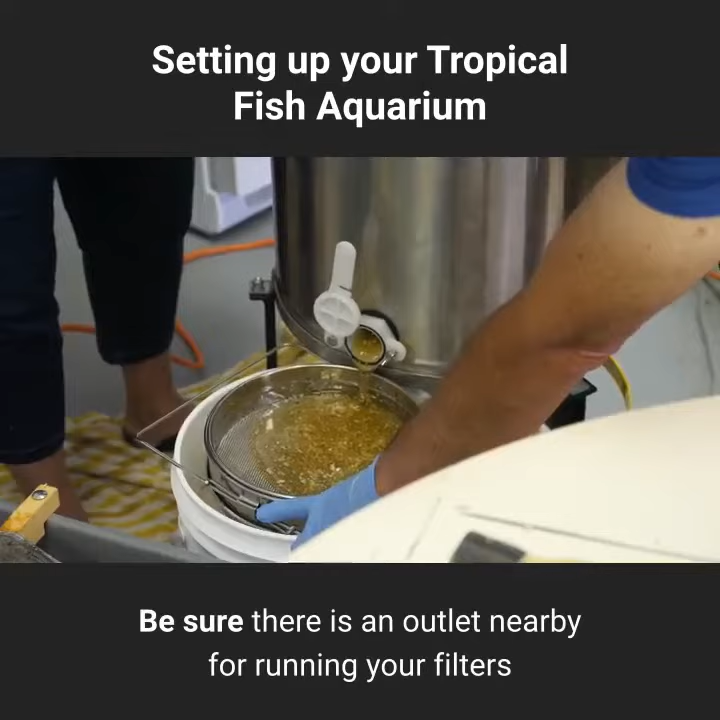 Setting up your Tropical
Fish Aquarium
Be sure there is an outlet nearby
for running your filters